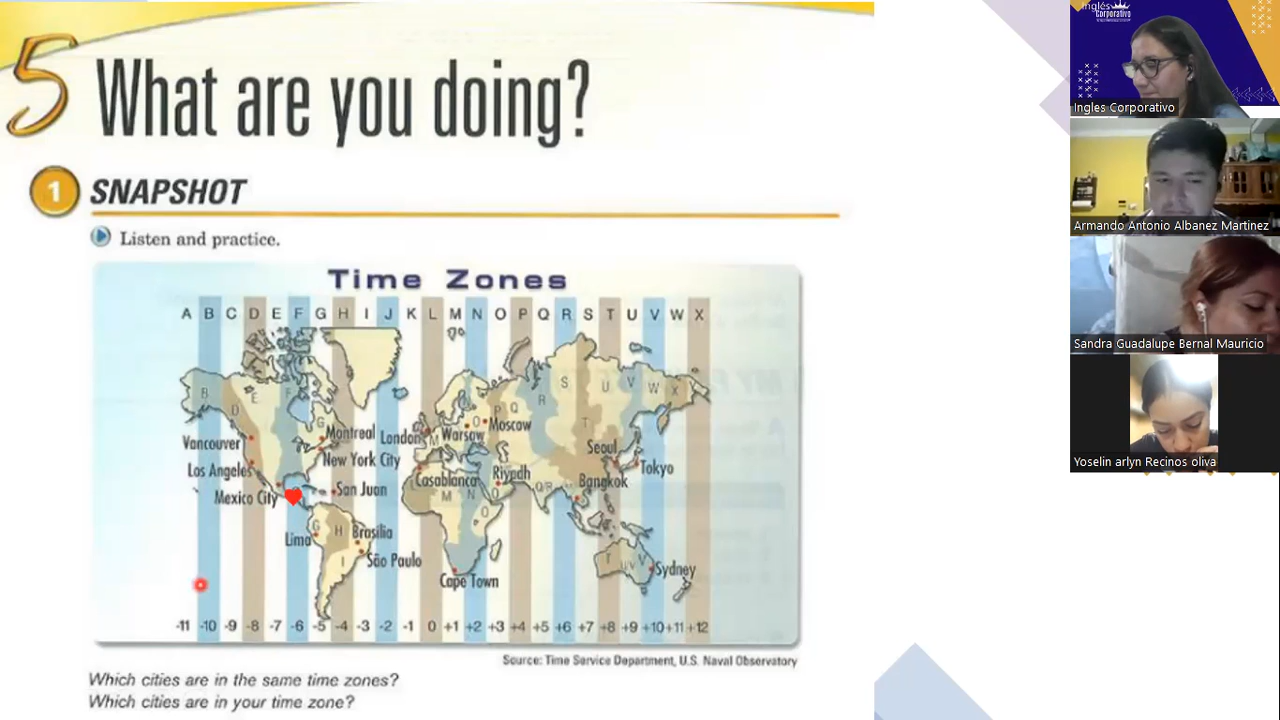 5 What are you doing?
1 SNAPSHOT
Listen and practice.
Time Zones
A B C D E F G H I J K L M N O P Q R S T U V W X
B D E F G
O P Q R S T U V W X
Montreal London M Warsaw Moscow
Vancouver Seoul
Los Angeles New York City Casablanca Riyadh Tokyo
Mexico City San Juan M N O Q R Bangkok
Lima G H Brasília O
I São Paulo T U V Sydney
Cape Town
-11 -10 -9 -8 -7 -6 -5 -4 -3 -2 -1 0 +1 +2 +3 +4 +5 +6 +7 +8 +9 +10 +11 +12
Source: Time Service Department, U.S. Naval Observatory
Which cities are in the same time zones?
Which cities are in your time zone?
Inglés
Corporativo
Ingles Corporativo
Armando Antonio Albanez Martinez
Sandra Guadalupe Bernal Mauricio
Yoselin arlyn Recinos oliva